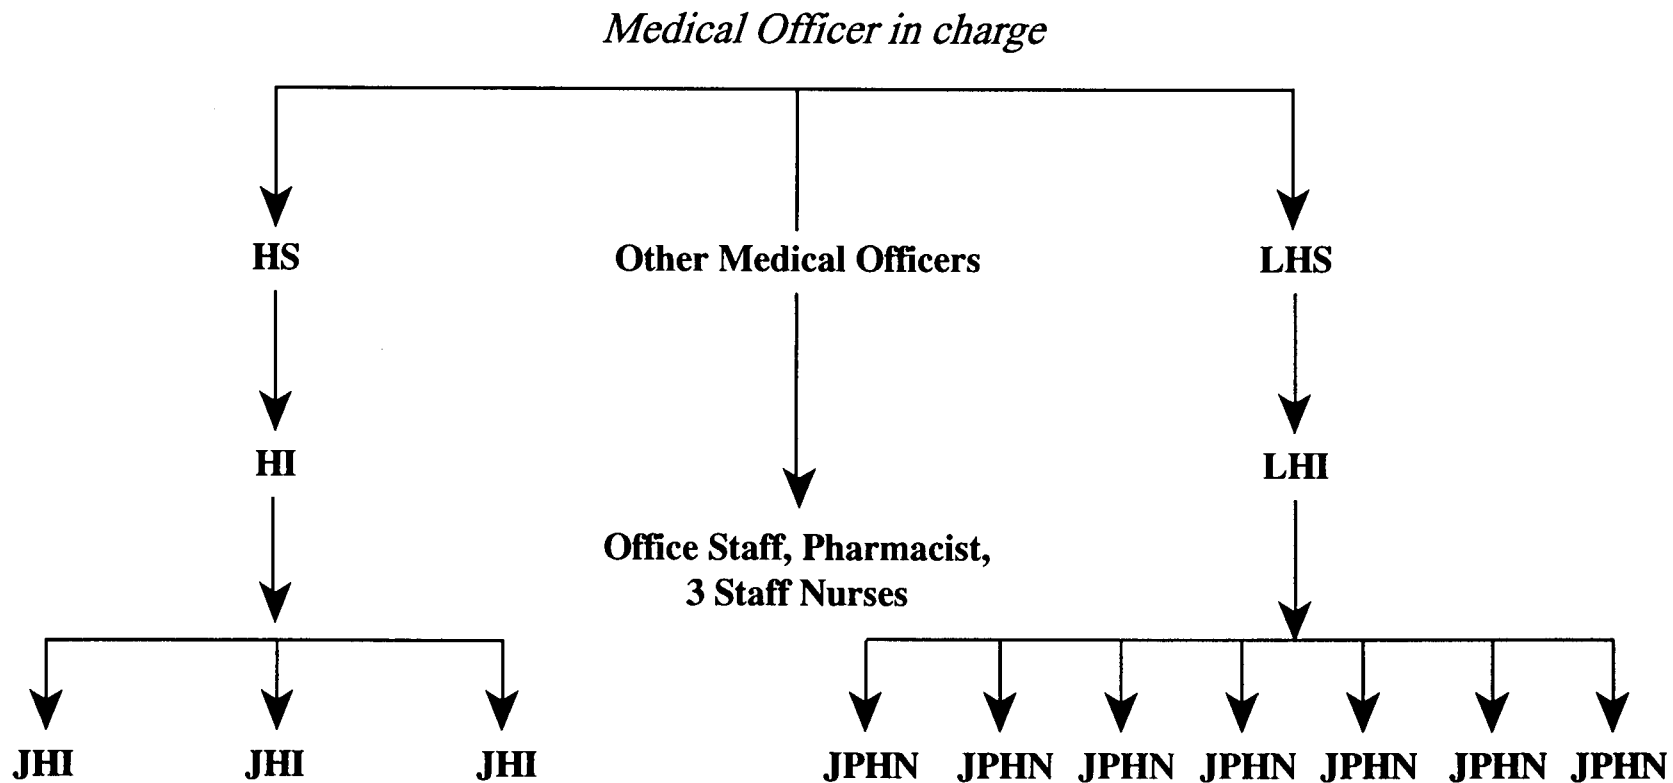 Medical Officer in charge
HS Other Medical Officers LHS
HI LHI
Office Staff, Pharmacist,
3 Staff Nurses
JHI JHI JHI JPHN JPHN JPHN JPHN JPHN JPHN JPHN